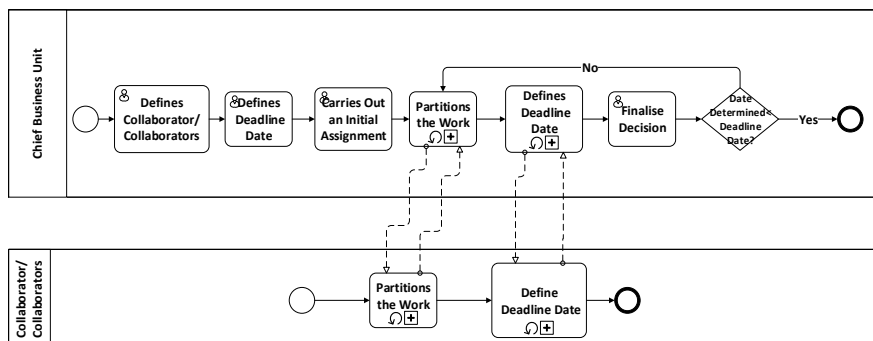 Chief Business Unit
Defines
Collaborator/
Collaborators
Defines
Deadline
Date
Carries Out
an Initial
Assignment
Partitions
the Work
Defines
Deadline
Date
Finalise
Decision
No
Date
Determined<
Deadline
Date?
Yes
Collaborator/
Collaborators
Partitions
the Work
Define
Deadline Date